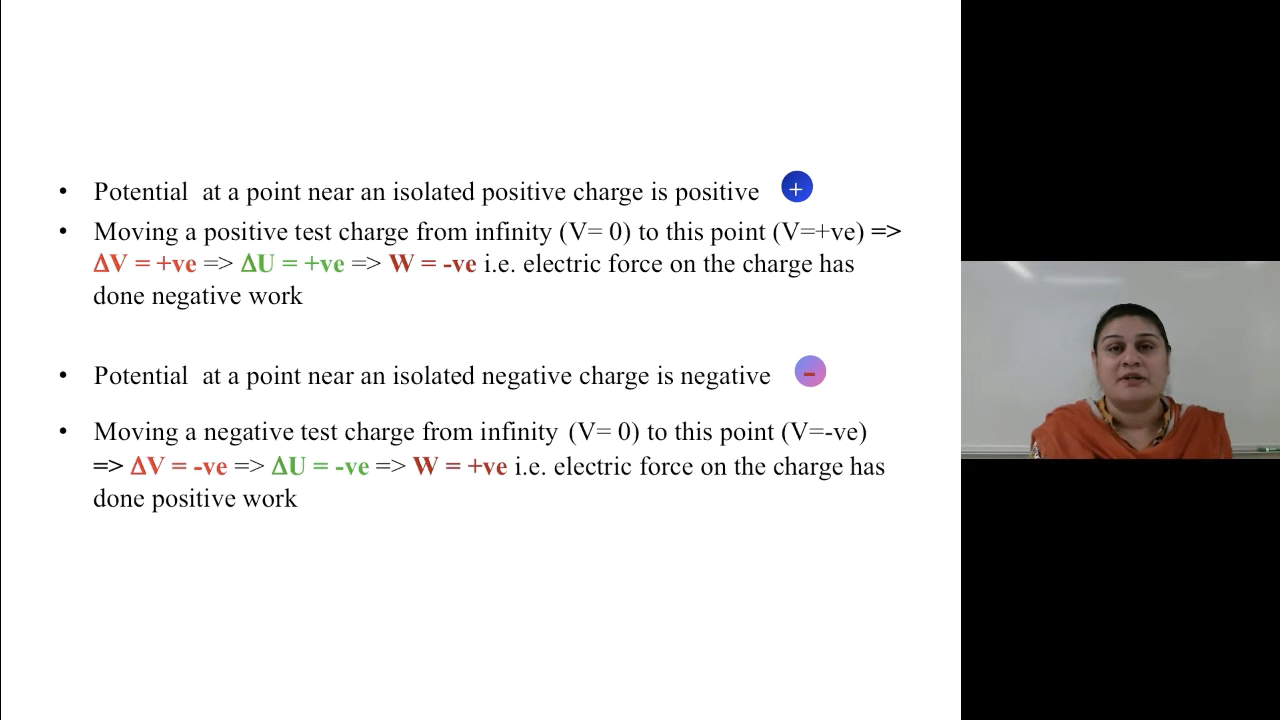 • Potential at a point near an isolated positive charge is positive +
• Moving a positive test charge from infinity (V= 0) to this point (V=+ve) =>
ΔV = +ve => ΔU = +ve => W = -ve i.e. electric force on the charge has
done negative work
• Potential at a point near an isolated negative charge is negative -
• Moving a negative test charge from infinity (V= 0) to this point (V=-ve)
=> ΔV = -ve => ΔU = -ve => W = +ve i.e. electric force on the charge has
done positive work